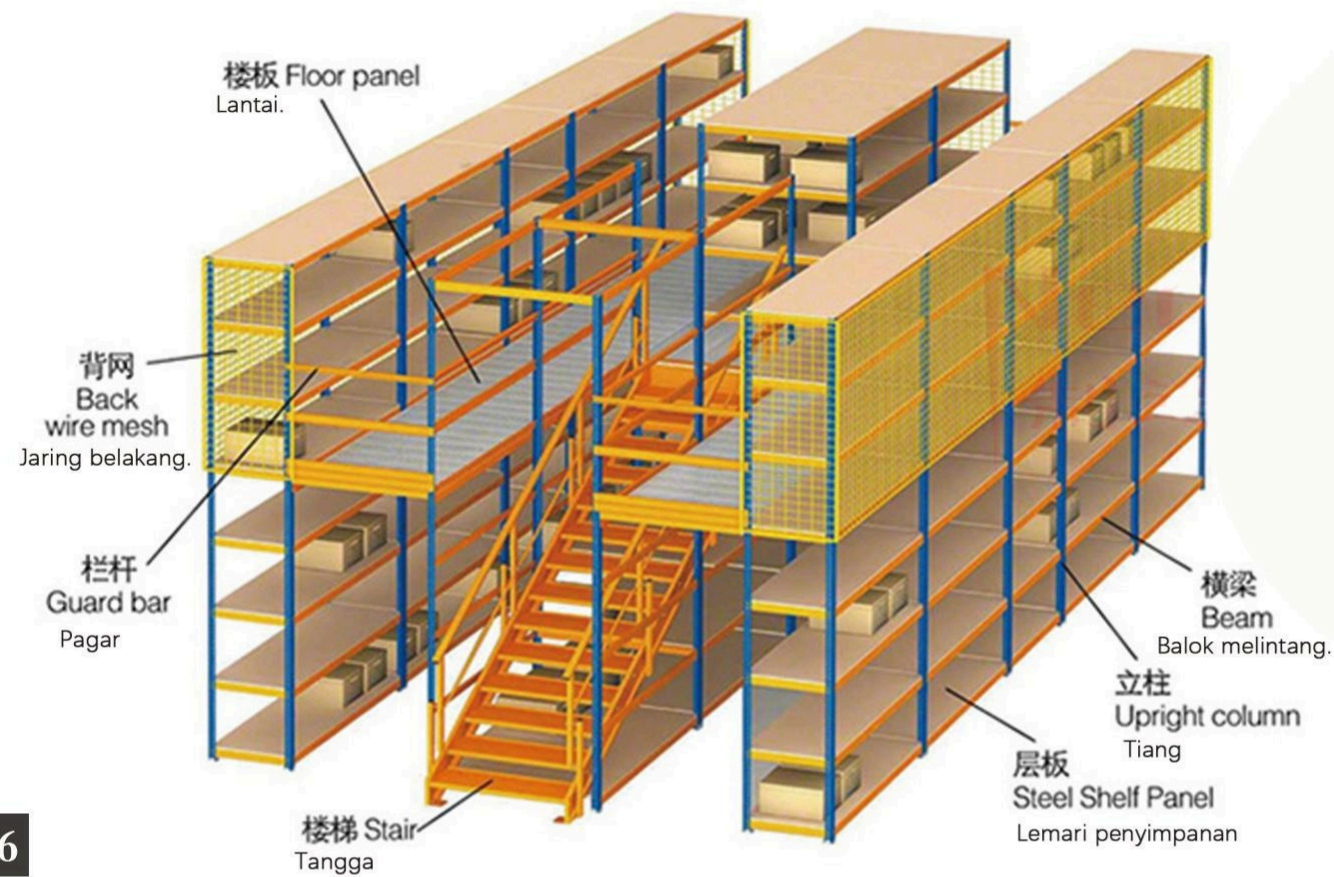 楼板 Floor panel
Lantai.
背网
Back
wire mesh
Jaring belakang.
栏杆
Guard bar
Pagar
横梁
Beam
Balok melintang.
立柱
Upright column
Tiang
层板
Steel Shelf Panel
Lemari penyimpanan
楼梯 Stair
Tangga
6